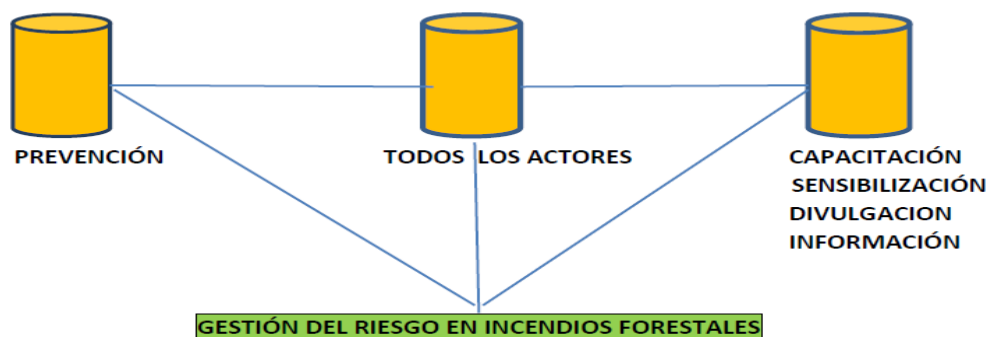 PREVENCIÓN
TODOS LOS ACTORES
CAPACITACIÓN
SENSIBILIZACIÓN
DIVULGACION
INFORMACIÓN
GESTIÓN DEL RIESGO EN INCENDIOS FORESTALES